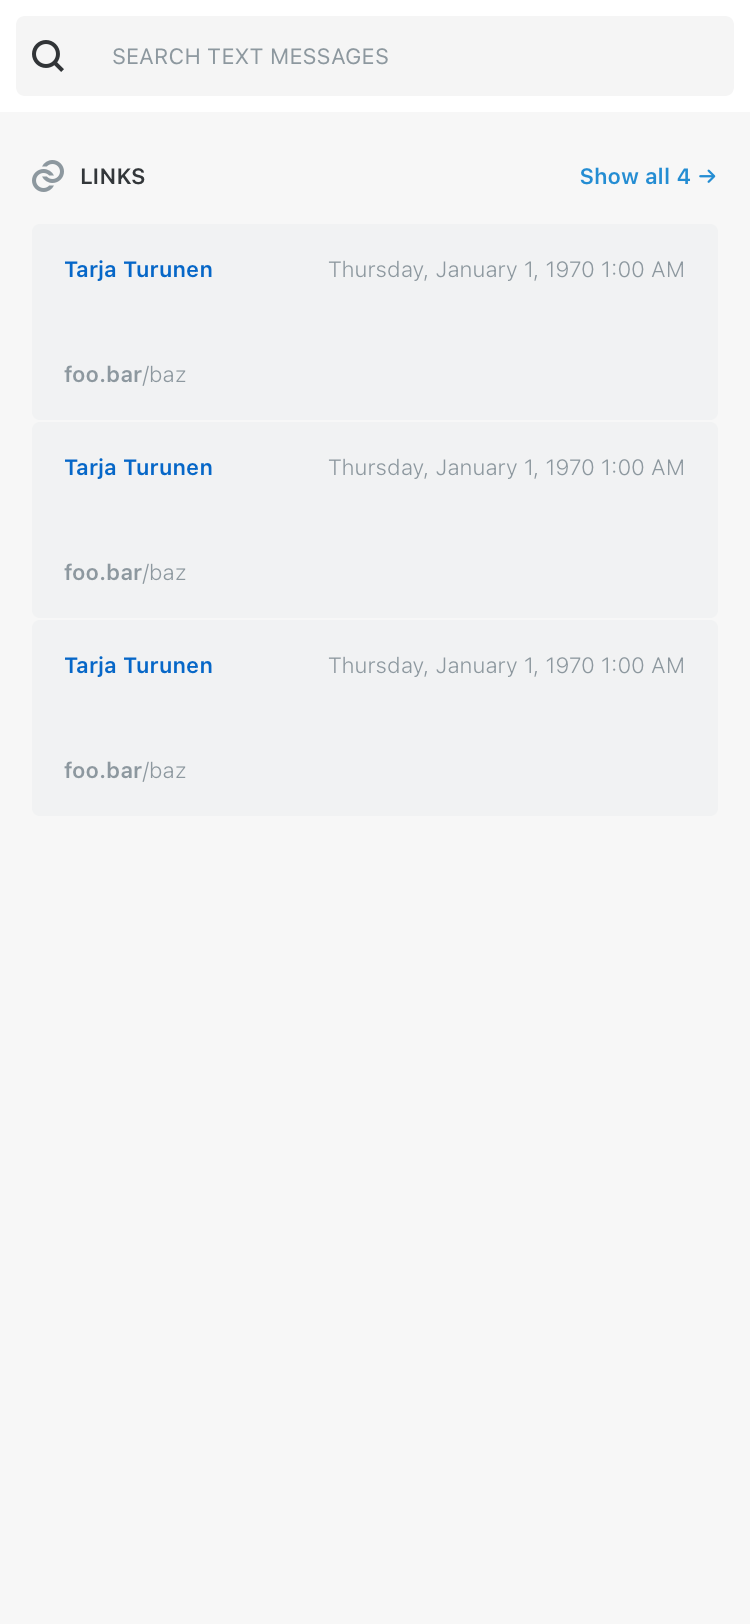 SEARCH TEXT MESSAGES
LINKS Show all 4 →
Tarja Turunen Thursday, January 1, 1970 1:00 AM
foo.bar/baz
Tarja Turunen Thursday, January 1, 1970 1:00 AM
foo.bar/baz
Tarja Turunen Thursday, January 1, 1970 1:00 AM
foo.bar/baz